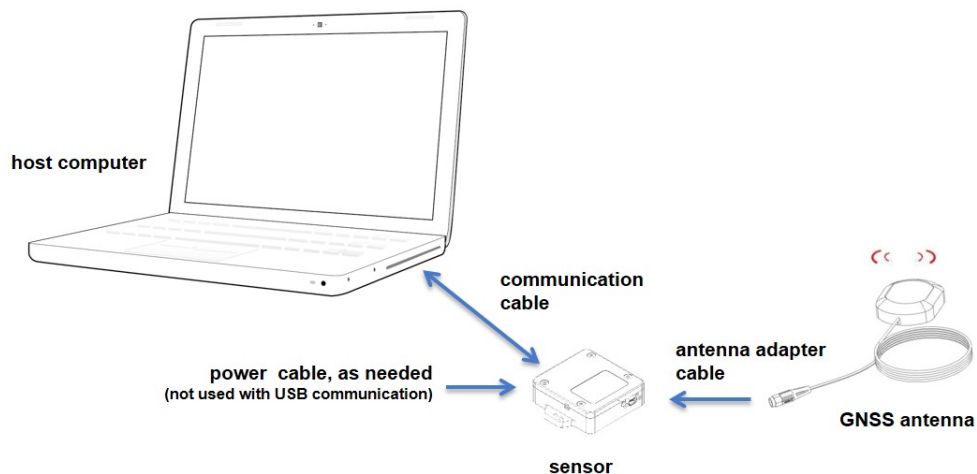 host computer
communication
cable
power cable, as needed
(not used with USB communication)
antenna adapter
cable
GNSS antenna
sensor